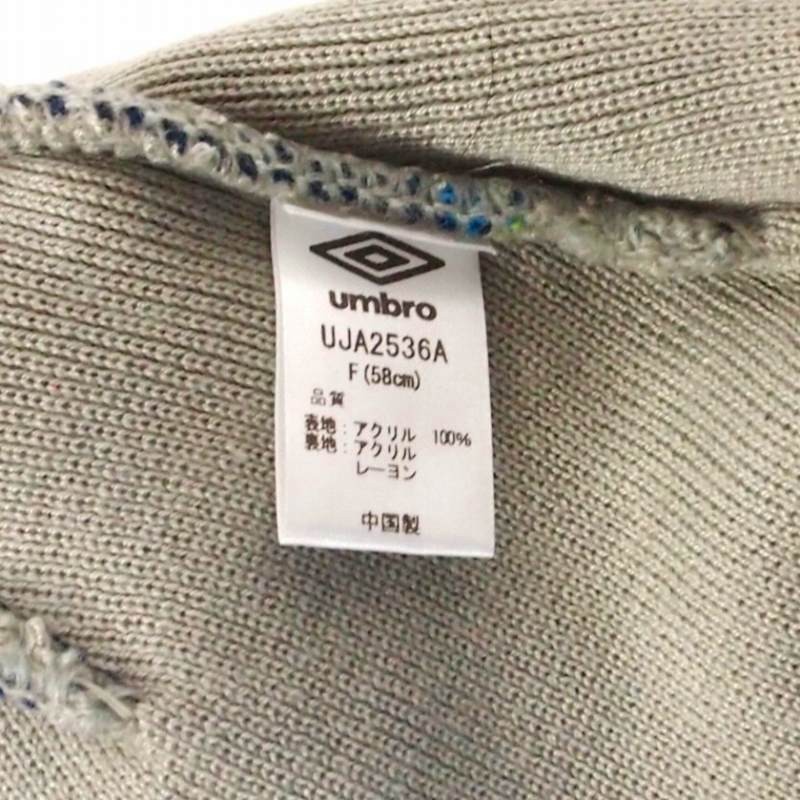 umbro
UJA2536A
F(58cm)
品質
表地：アクリル 100%
裏地：アクリル
レーヨン
中国製